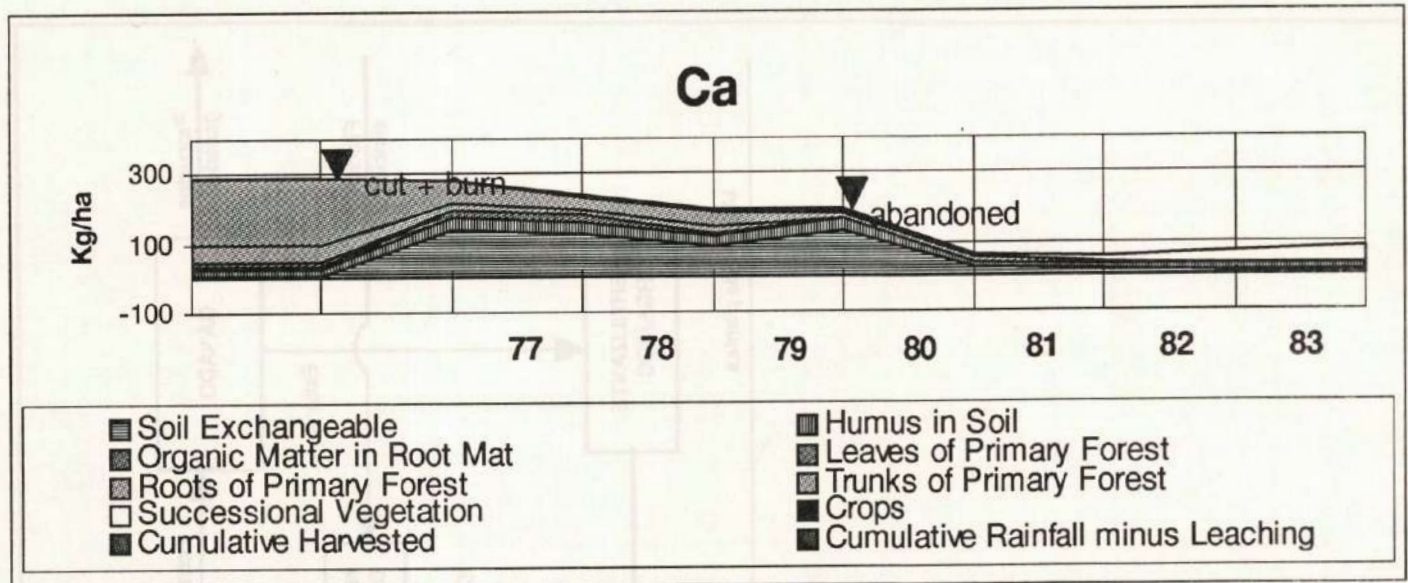 Ca
Kg/ha
300
100
-100
cut + burn
abandoned
77 78 79 80 81 82 83
Soil Exchangeable
Organic Matter in Root Mat
Roots of Primary Forest
Successional Vegetation
Cumulative Harvested
Humus in Soil
Leaves of Primary Forest
Trunks of Primary Forest
Crops
Cumulative Rainfall minus Leaching